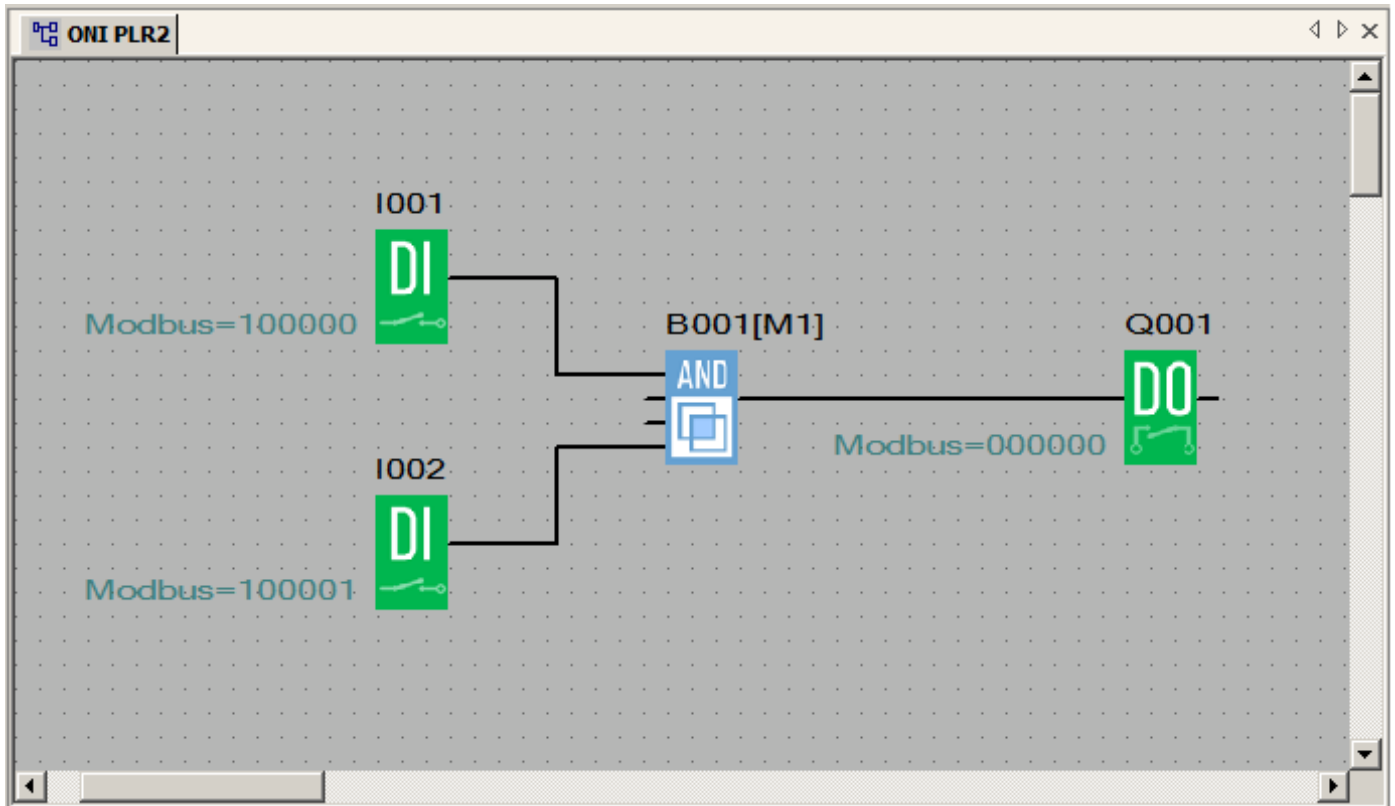 ONI PLR2
I001
DI
Modbus=100000
B001[M1]
AND
Q001
DO
Modbus=000000
I002
DI
Modbus=100001